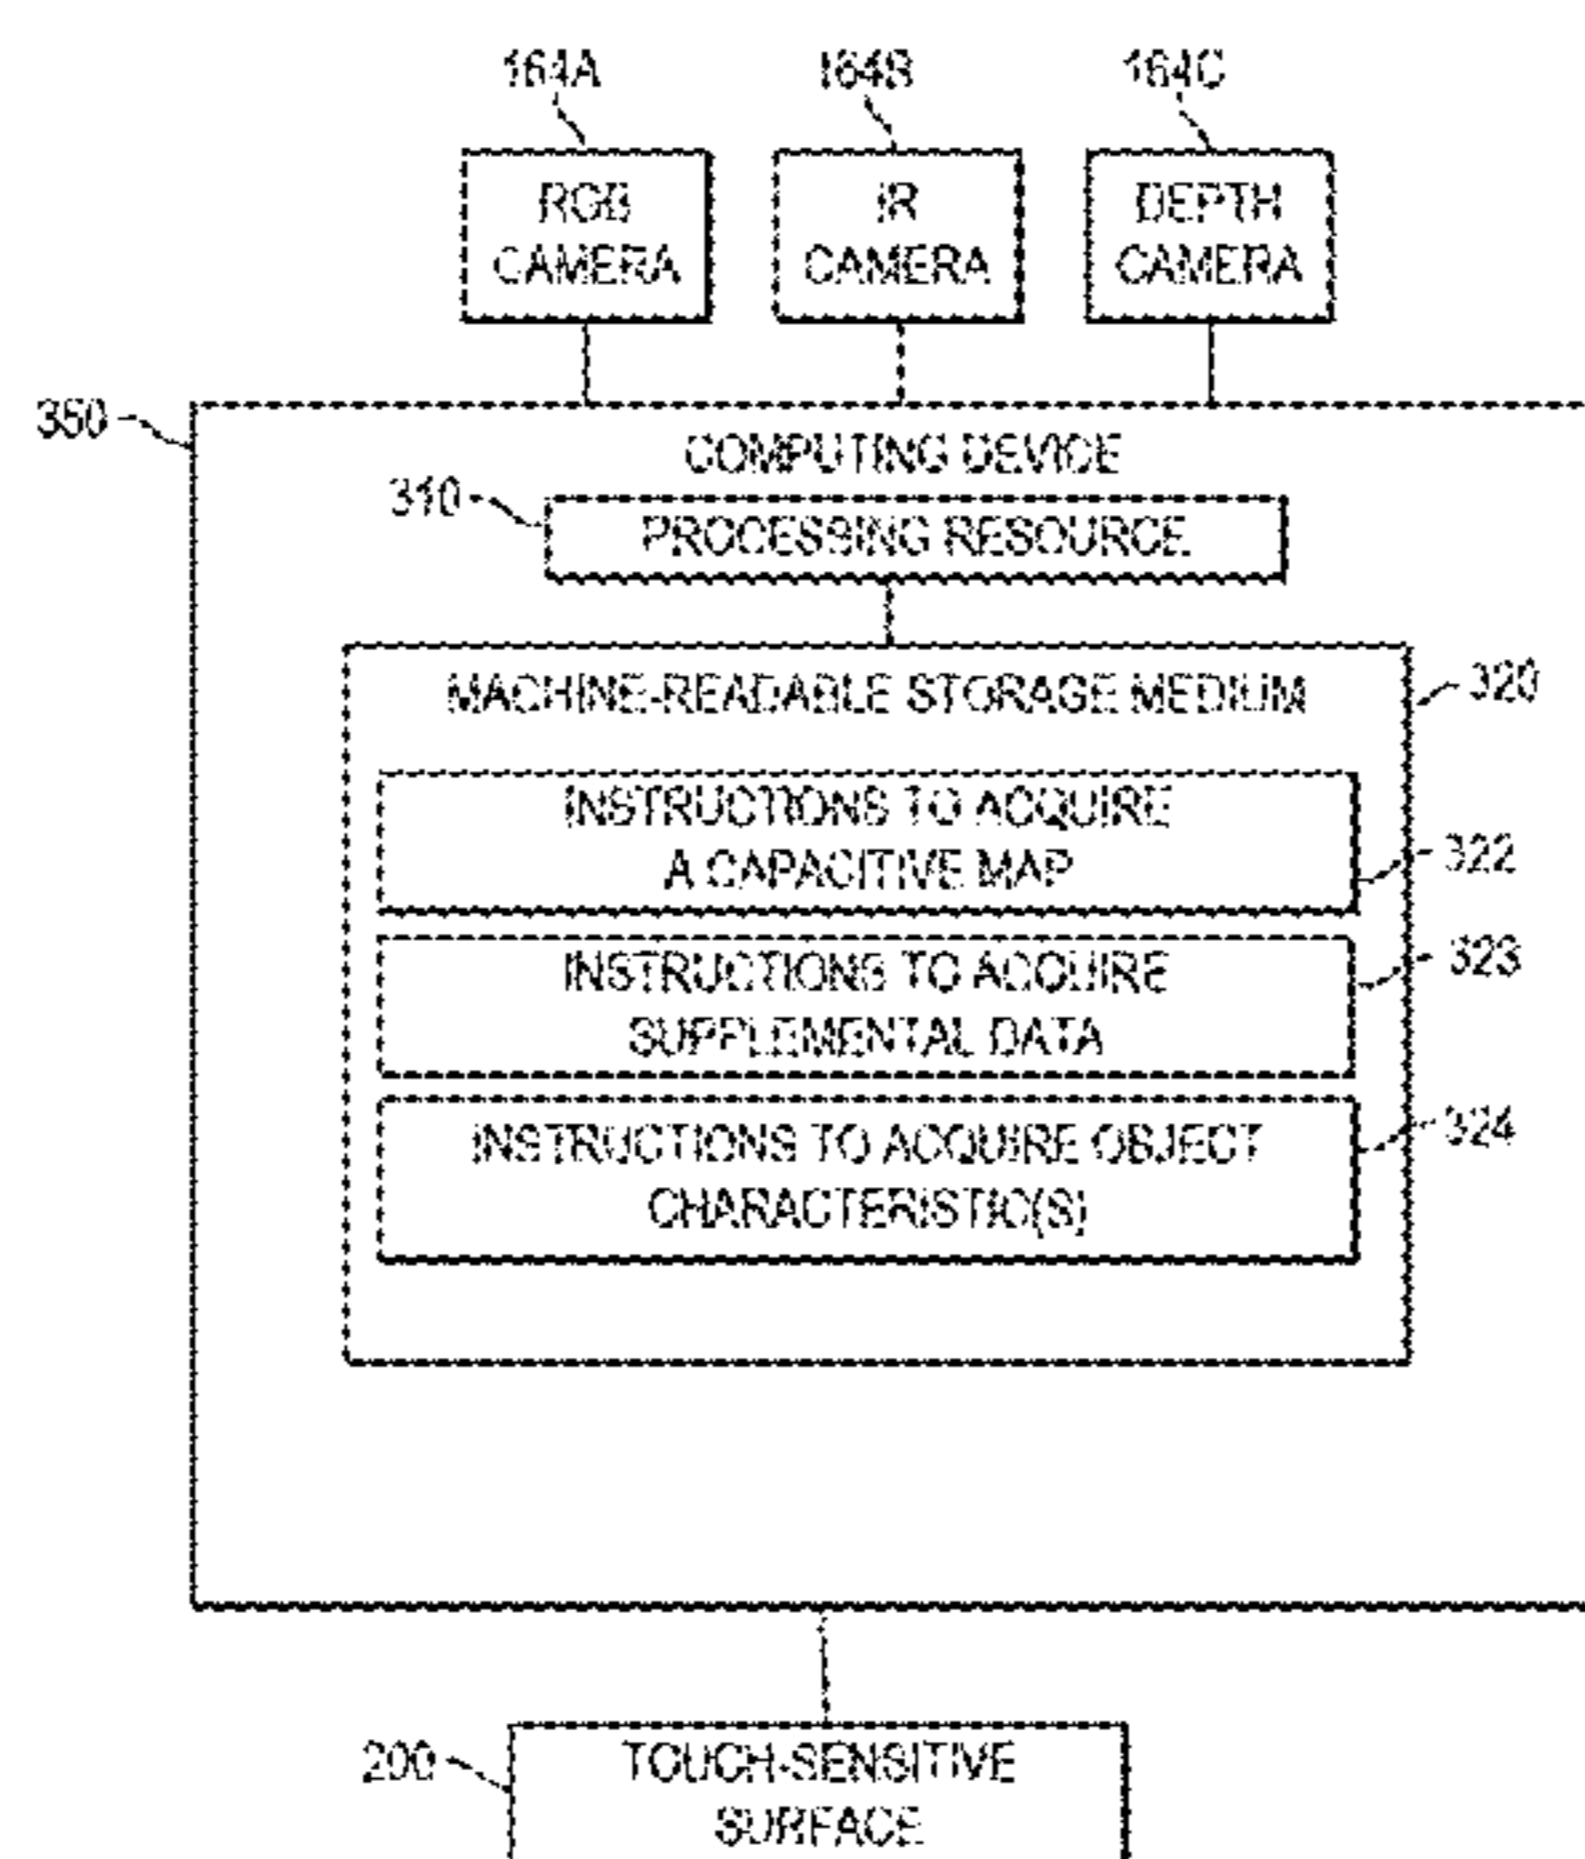 164A 164B 164C
RGB
CAMERA
IR
CAMERA
DEPTH
CAMERA
350
COMPUTING DEVICE
310
PROCESSING RESOURCE
MACHINE-READABLE STORAGE MEDIUM
320
INSTRUCTIONS TO ACQUIRE
A CAPACITIVE MAP
322
INSTRUCTIONS TO ACQUIRE
SUPPLEMENTAL DATA
323
INSTRUCTIONS TO ACQUIRE OBJECT
CHARACTERISTIC(S)
324
200
TOUCH-SENSITIVE
SURFACE